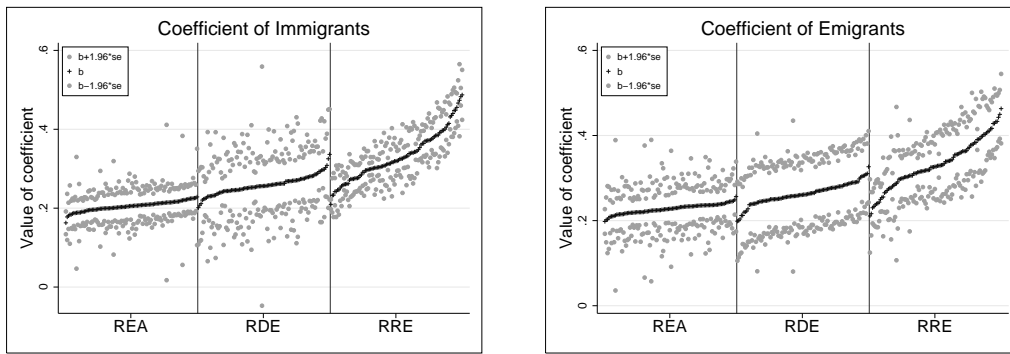 Coefficient of Immigrants
.6
b+1.96*se
b
b−1.96*se
.4
Value of coefficient
.2
0
REA RDE RRE
Coefficient of Emigrants
.6
b+1.96*se
b
b−1.96*se
.4
Value of coefficient
.2
0
REA RDE RRE